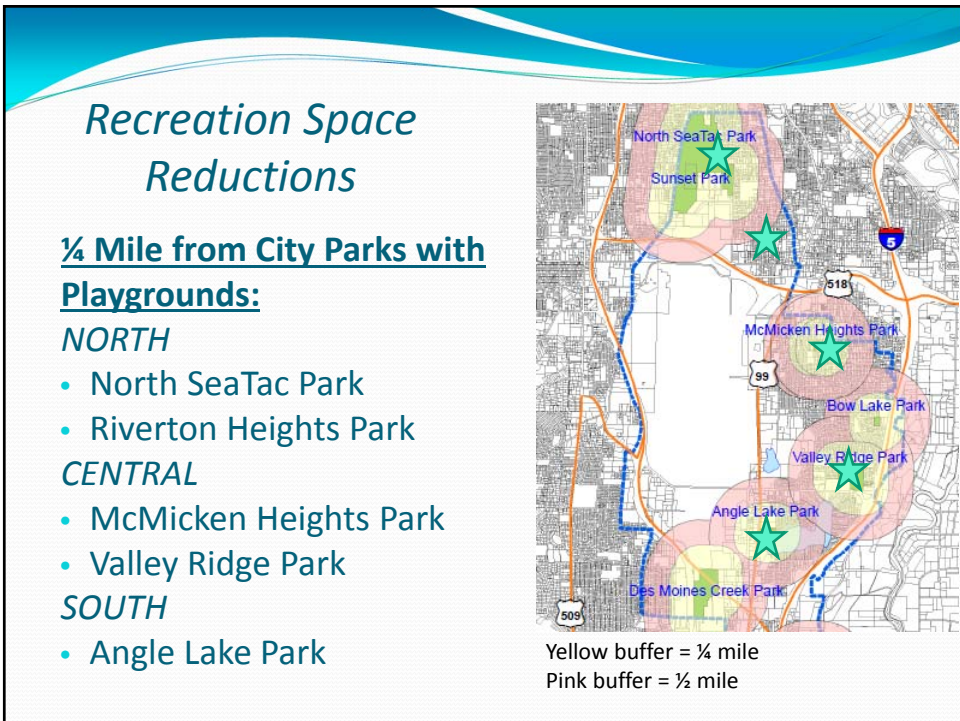 Recreation Space
Reductions
¼ Mile from City Parks with
Playgrounds:
NORTH
• North SeaTac Park
• Riverton Heights Park
CENTRAL
• McMicken Heights Park
• Valley Ridge Park
SOUTH
• Angle Lake Park
North SeaTac Park
Sunset Park
5
518
McMicken Heights Park
99
Bow Lake Park
Valley Ridge Park
Angle Lake Park
Des Moines Creek Park
509
Yellow buffer = ¼ mile
Pink buffer = ½ mile